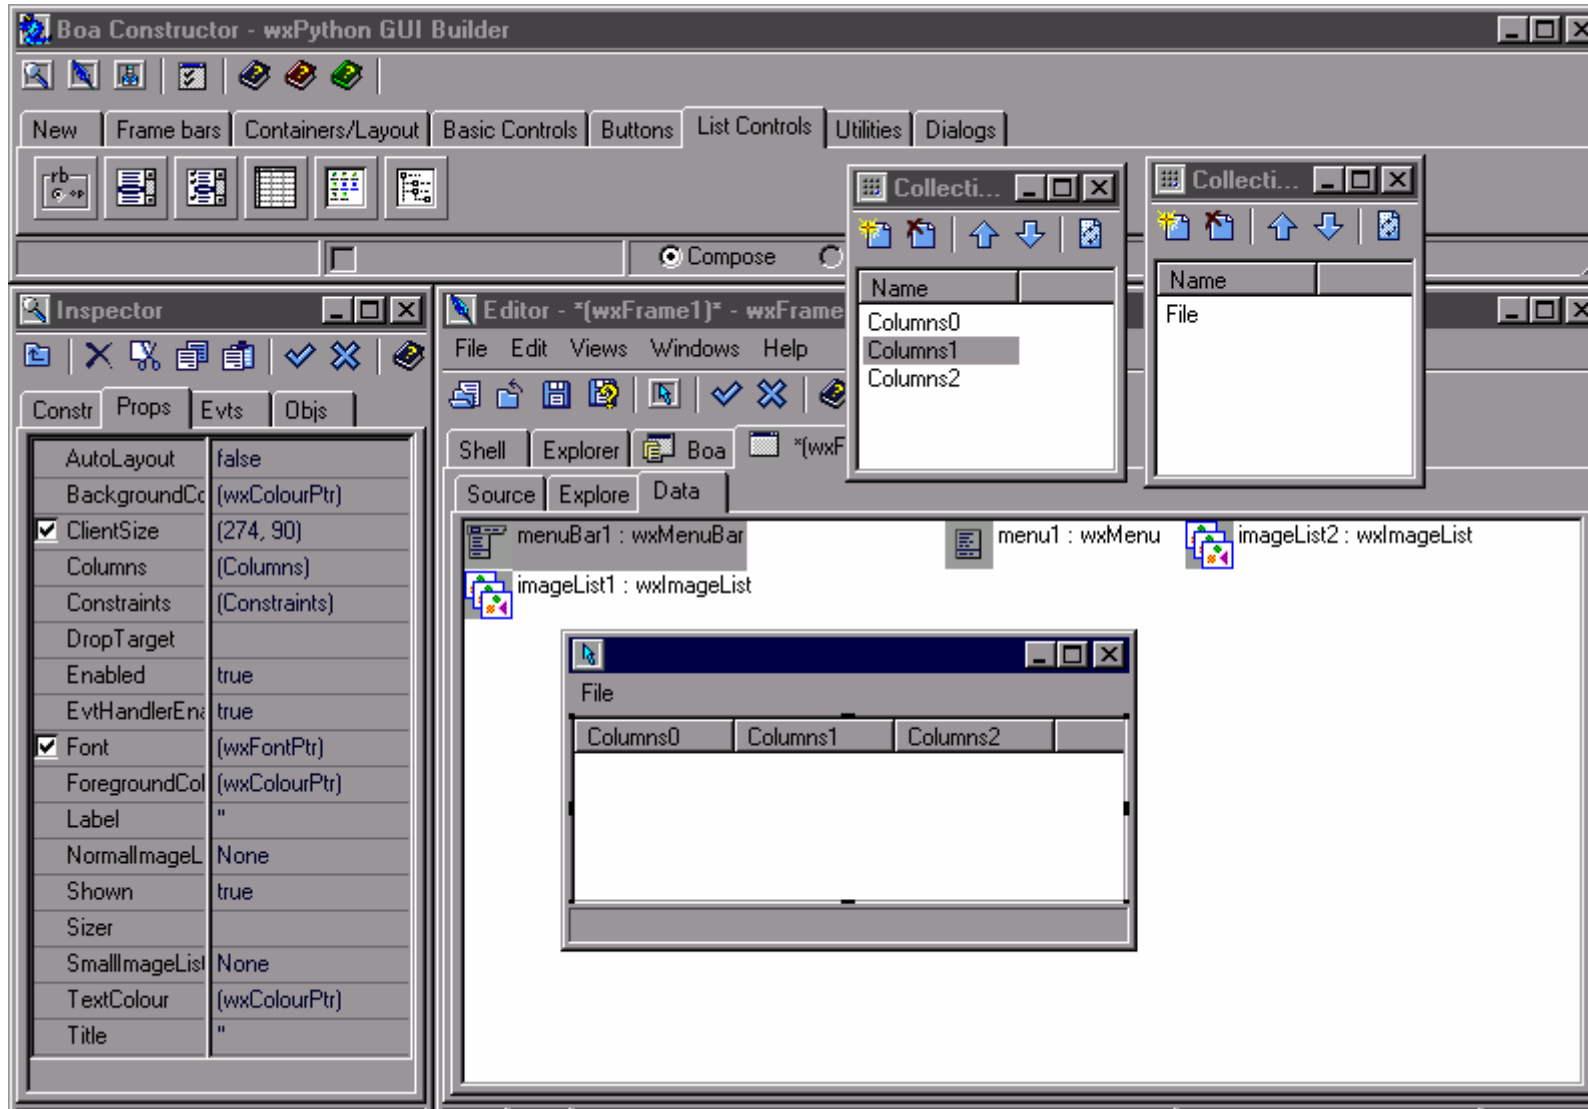 Boa Constructor - wxPython GUI Builder
New Frame bars Containers/Layout Basic Controls Buttons List Controls Utilities Dialogs
rb
op
Compose
Collecti...
Name
Columns0
Columns1
Columns2
Collecti...
Name
File
Inspector
Constr Props Evts Objs
AutoLayout false
BackgroundCo (wxColourPtr)
ClientSize (274, 90)
Columns (Columns)
Constraints (Constraints)
DropTarget
Enabled true
EvtHandlerEna true
Font (wxFontPtr)
ForegroundCol (wxColourPtr)
Label ''
NormalImageL None
Shown true
Sizer
SmallImageList None
TextColour (wxColourPtr)
Title ''
Editor - *(wxFrame1)* - wxFrame
File Edit Views Windows Help
Shell Explorer Boa *(wxF
Source Explore Data
menuBar1 : wxMenuBar menu1 : wxMenu imageList2 : wxImageList
imageList1 : wxImageList
File
Columns0 Columns1 Columns2